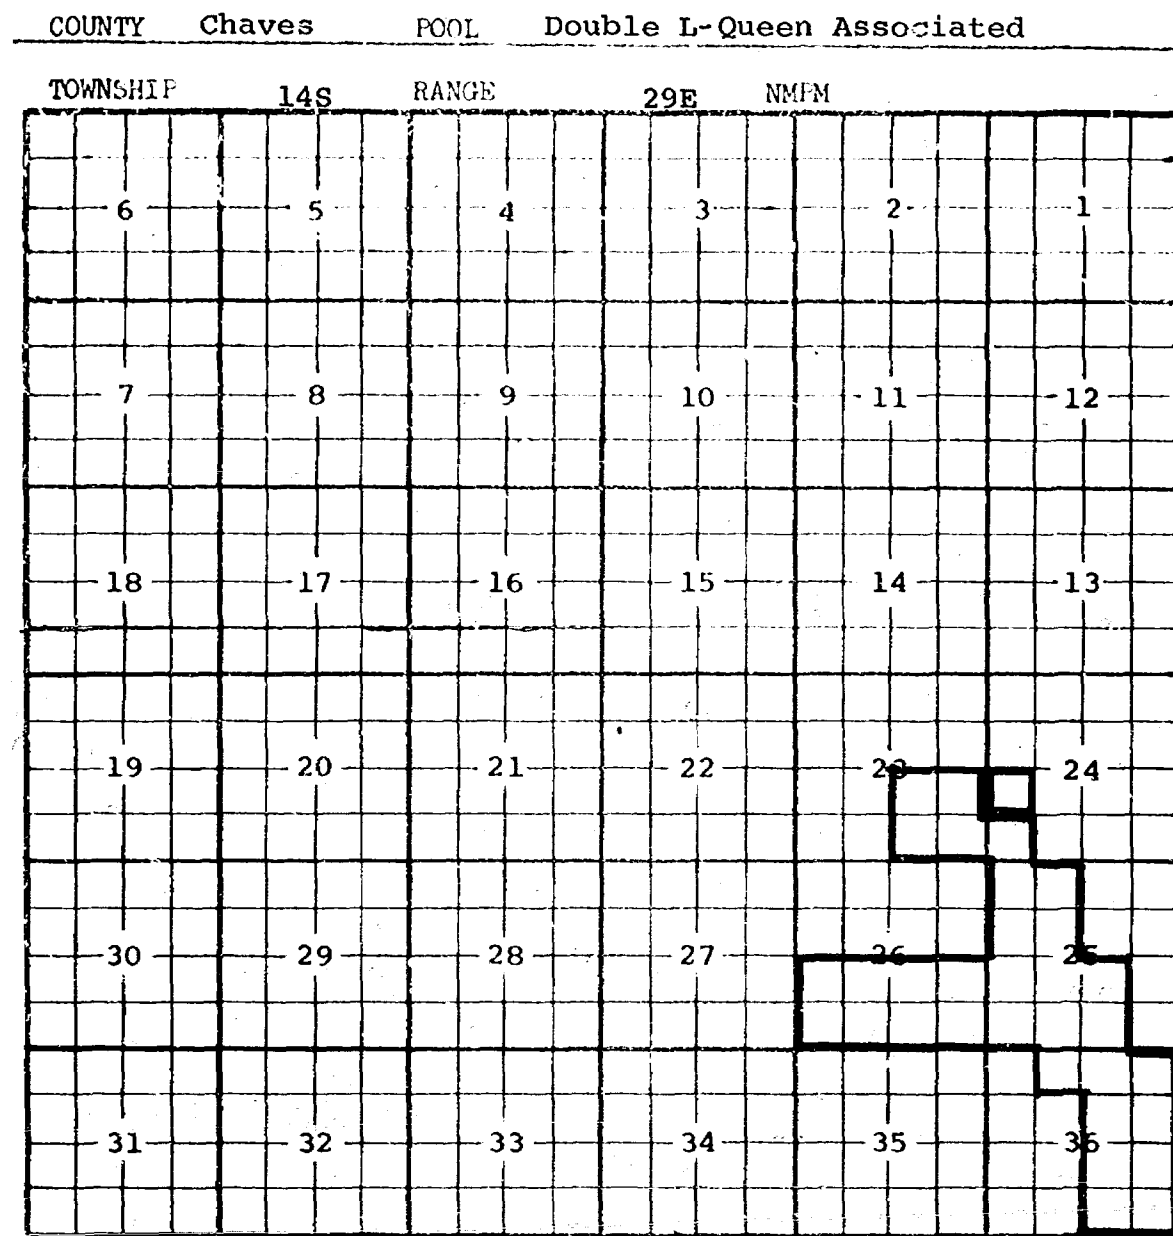 COUNTY Chaves POOL Double L-Queen Associated
TOWNSHIP 14S RANGE 29E NMPM
6 5 4 3 2 1
7 8 9 10 11 12
18 17 16 15 14 13
19 20 21 22 23 24
30 29 28 27 26 25
31 32 33 34 35 36